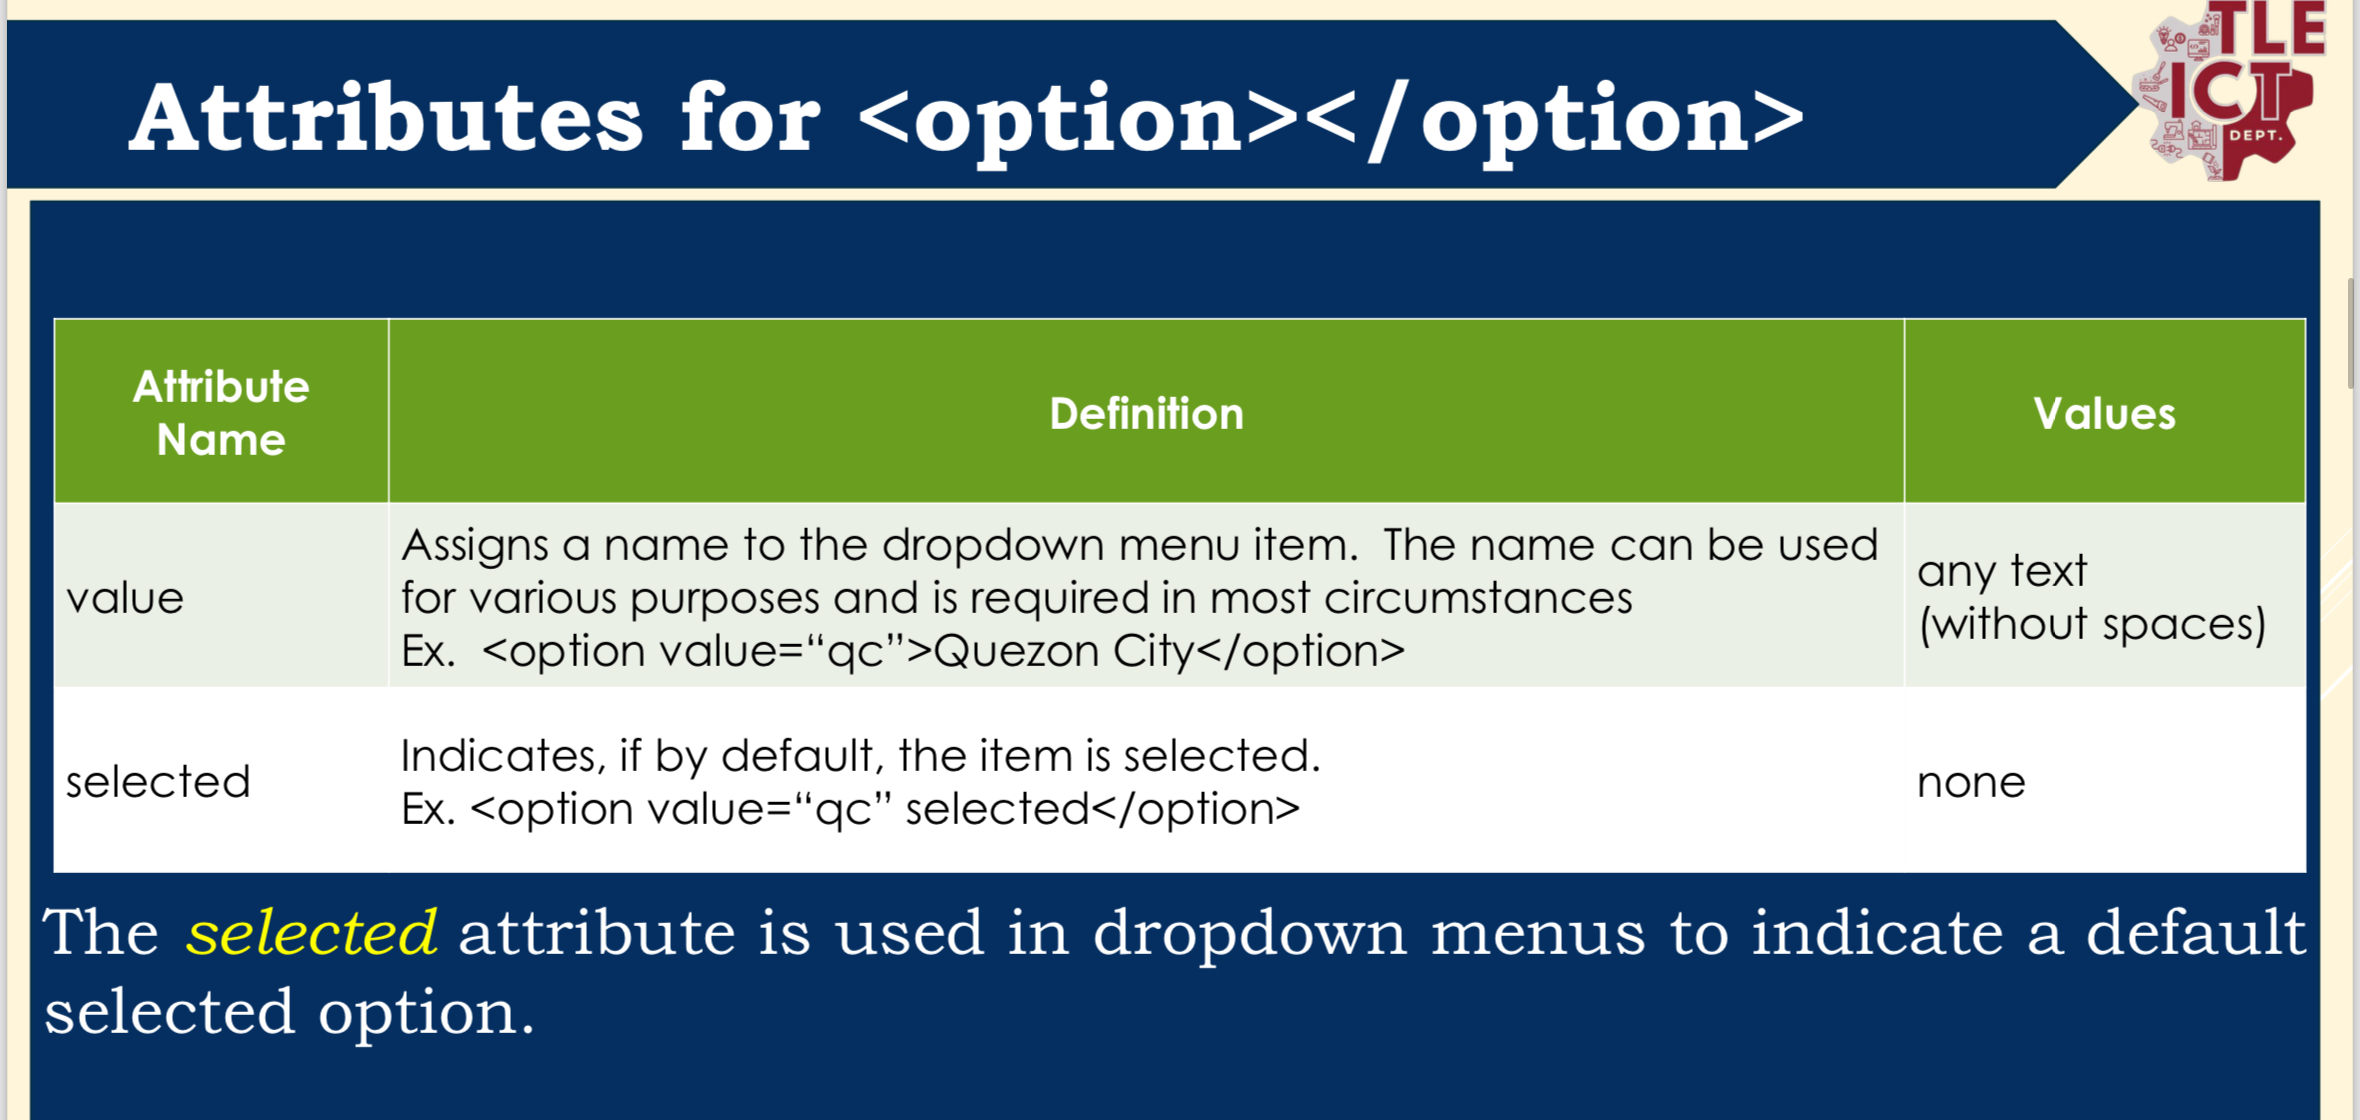 TLE
ICT
DEPT.
Attributes for <option></option>
Attribute
Name
Definition
Values
value
Assigns a name to the dropdown menu item.  The name can be used
for various purposes and is required in most circumstances
Ex.  <option value=“qc”>Quezon City</option>
any text
(without spaces)
selected
Indicates, if by default, the item is selected.
Ex. <option value=“qc” selected</option>
none
The selected attribute is used in dropdown menus to indicate a default
selected option.